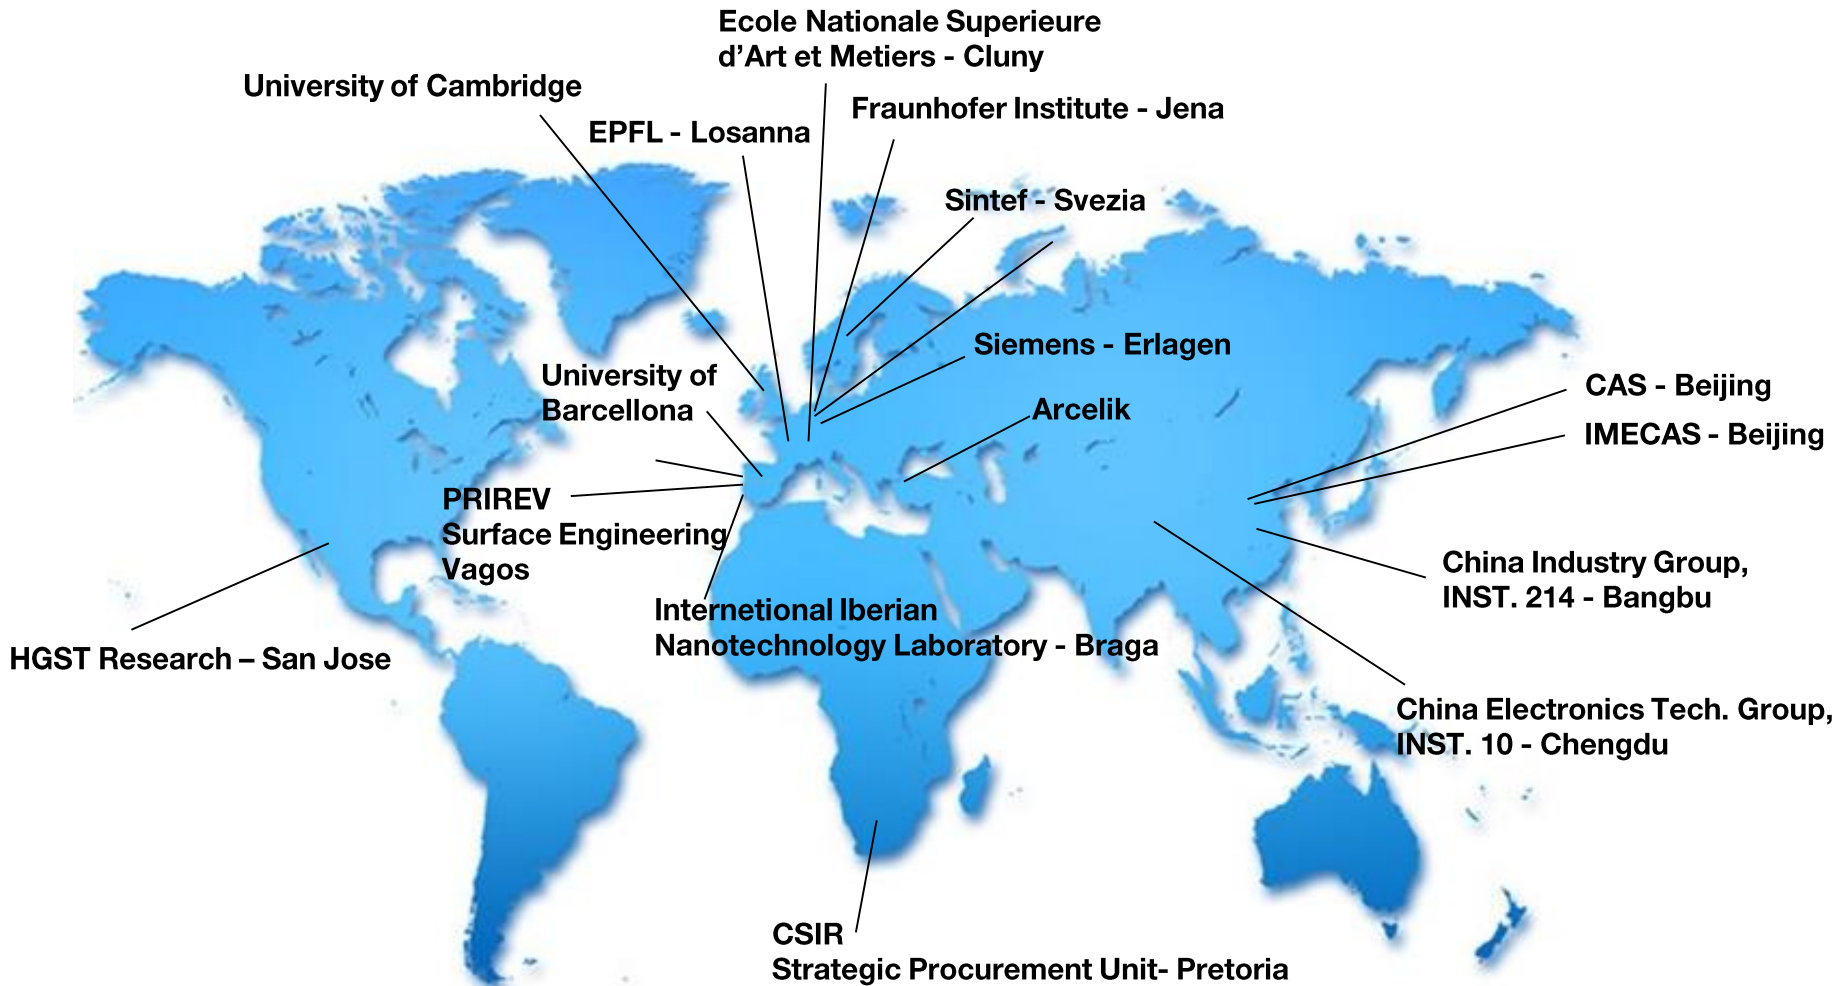 Ecole Nationale Superieure
d’Art et Metiers - Cluny
University of Cambridge
Fraunhofer Institute - Jena
EPFL - Losanna
Sintef - Svezia
Siemens - Erlagen
University of
Barcellona
Arcelik
CAS - Beijing
IMECAS - Beijing
PRIREV
Surface Engineering
Vagos
China Industry Group,
INST. 214 - Bangbu
Internetional Iberian
Nanotechnology Laboratory - Braga
HGST Research – San Jose
China Electronics Tech. Group,
INST. 10 - Chengdu
CSIR
Strategic Procurement Unit- Pretoria